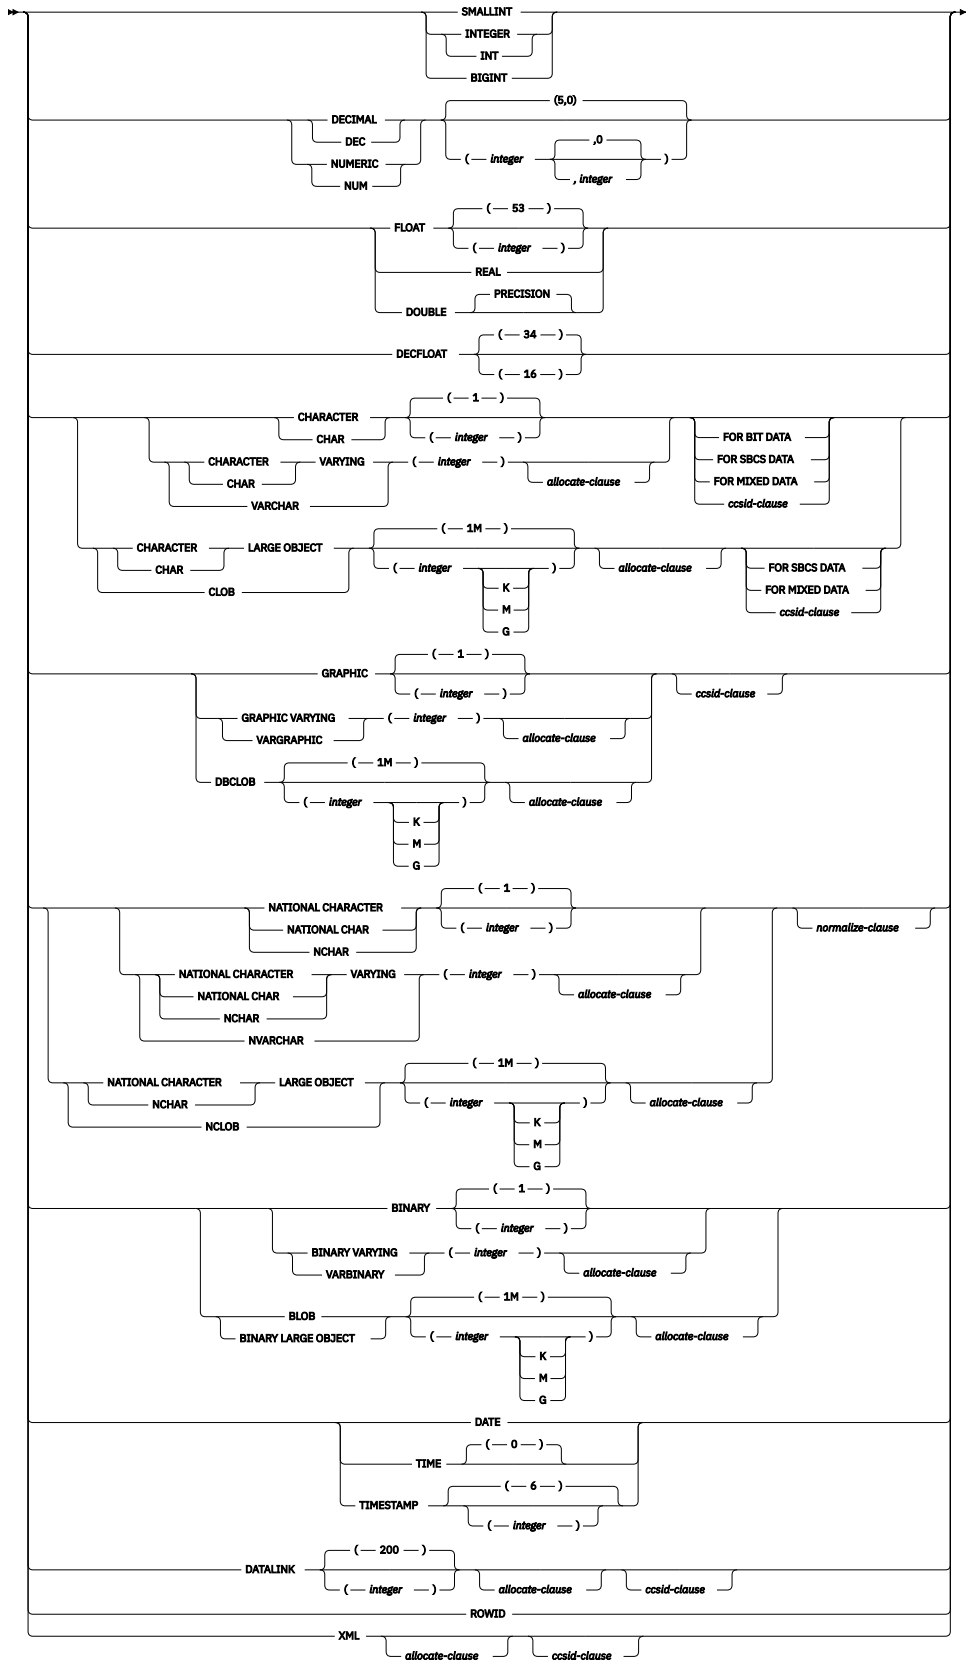 SMALLINT
INTEGER
INT
BIGINT
(5,0)
DECIMAL
DEC
( integer ,0 )
NUMERIC
, integer
NUM
( 53 )
FLOAT
( integer )
REAL
PRECISION
DOUBLE
( 34 )
DECFLOAT
( 16 )
( 1 )
CHARACTER
CHAR ( integer ) FOR BIT DATA
CHARACTER VARYING ( integer ) FOR SBCS DATA
CHAR allocate-clause FOR MIXED DATA
VARCHAR ccsid-clause
( 1M )
CHARACTER LARGE OBJECT
CHAR ( integer ) allocate-clause FOR SBCS DATA
CLOB K FOR MIXED DATA
M ccsid-clause
G
( 1 )
GRAPHIC
( integer ) ccsid-clause
GRAPHIC VARYING ( integer )
VARGRAPHIC allocate-clause
( 1M )
DBCLOB
( integer ) allocate-clause
K
M
G
( 1 )
NATIONAL CHARACTER
NATIONAL CHAR ( integer ) normalize-clause
NCHAR
NATIONAL CHARACTER VARYING ( integer )
NATIONAL CHAR allocate-clause
NCHAR
NVARCHAR
( 1M )
NATIONAL CHARACTER LARGE OBJECT
NCHAR ( integer ) allocate-clause
NCLOB K
M
G
( 1 )
BINARY
( integer )
BINARY VARYING ( integer )
VARBINARY allocate-clause
( 1M )
BLOB
BINARY LARGE OBJECT ( integer ) allocate-clause
K
M
G
DATE
( 0 )
TIME
( 6 )
TIMESTAMP
( integer )
( 200 )
DATALINK
( integer ) allocate-clause ccsid-clause
ROWID
XML
allocate-clause ccsid-clause